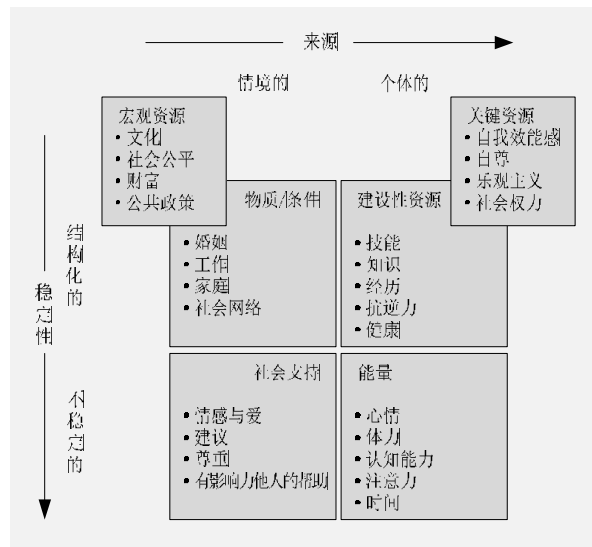 来源
情境的
个体的
宏观资源
• 文化
• 社会公平
• 财富
• 公共政策
关键资源
• 自我效能感
• 自尊
• 乐观主义
• 社会权力
稳定性
结构化的
物质/条件
• 婚姻
• 工作
• 家庭
• 社会网络
建设性资源
• 技能
• 知识
• 经历
• 抗逆力
• 健康
不稳定的
社会支持
• 情感与爱
• 建议
• 尊重
• 有影响力他人的帮助
能量
• 心情
• 体力
• 认知能力
• 注意力
• 时间